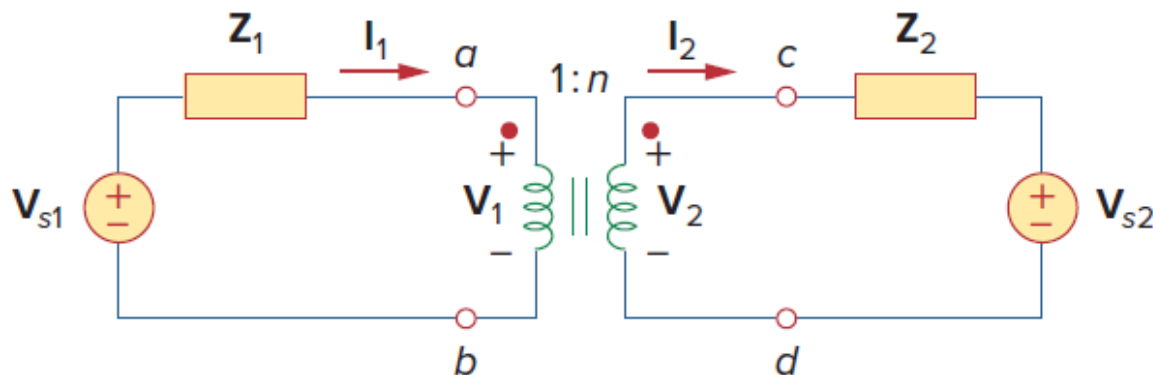 Z1 I1 a 1:n I2 c Z2
+ +
+ − Vs1 V1 V2 + − Vs2
− −
b d